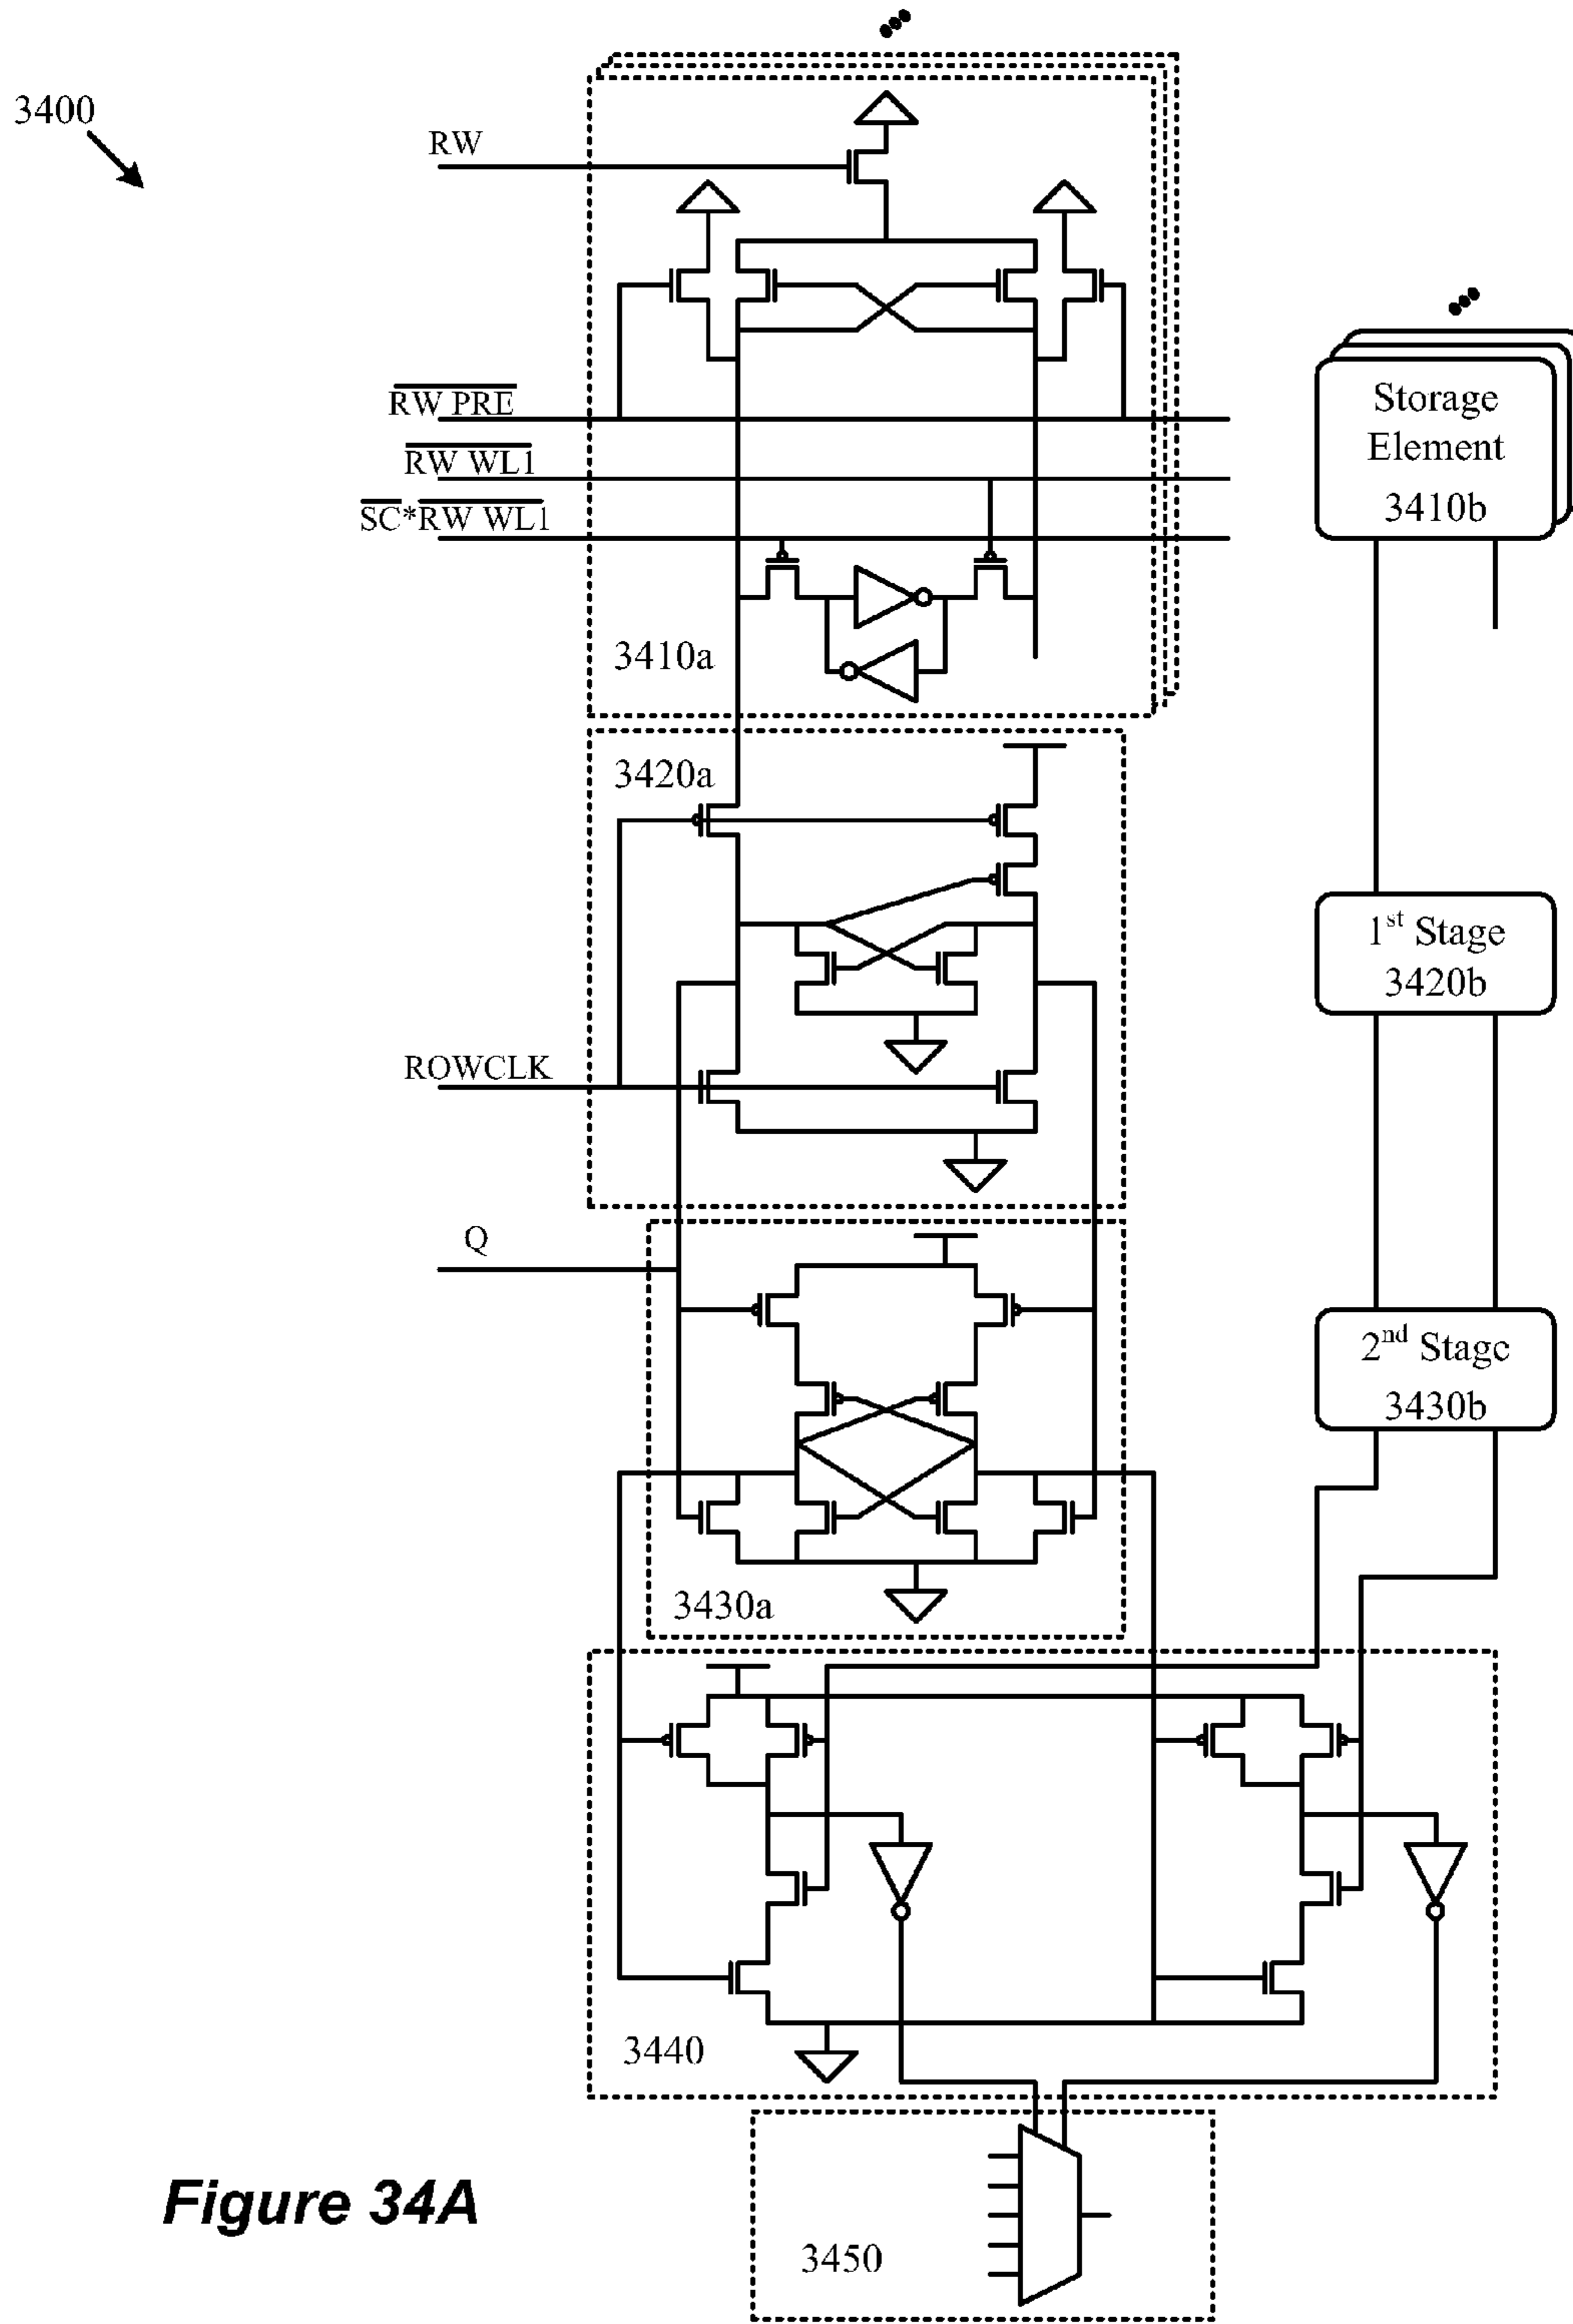 3400
RW
RW PRE
RW WL1
SC*RW WL1
3410a
Storage
Element
3410b
3420a
1st Stage
3420b
ROWCLK
Q
2nd Stage
3430b
3430a
3440
3450
Figure 34A